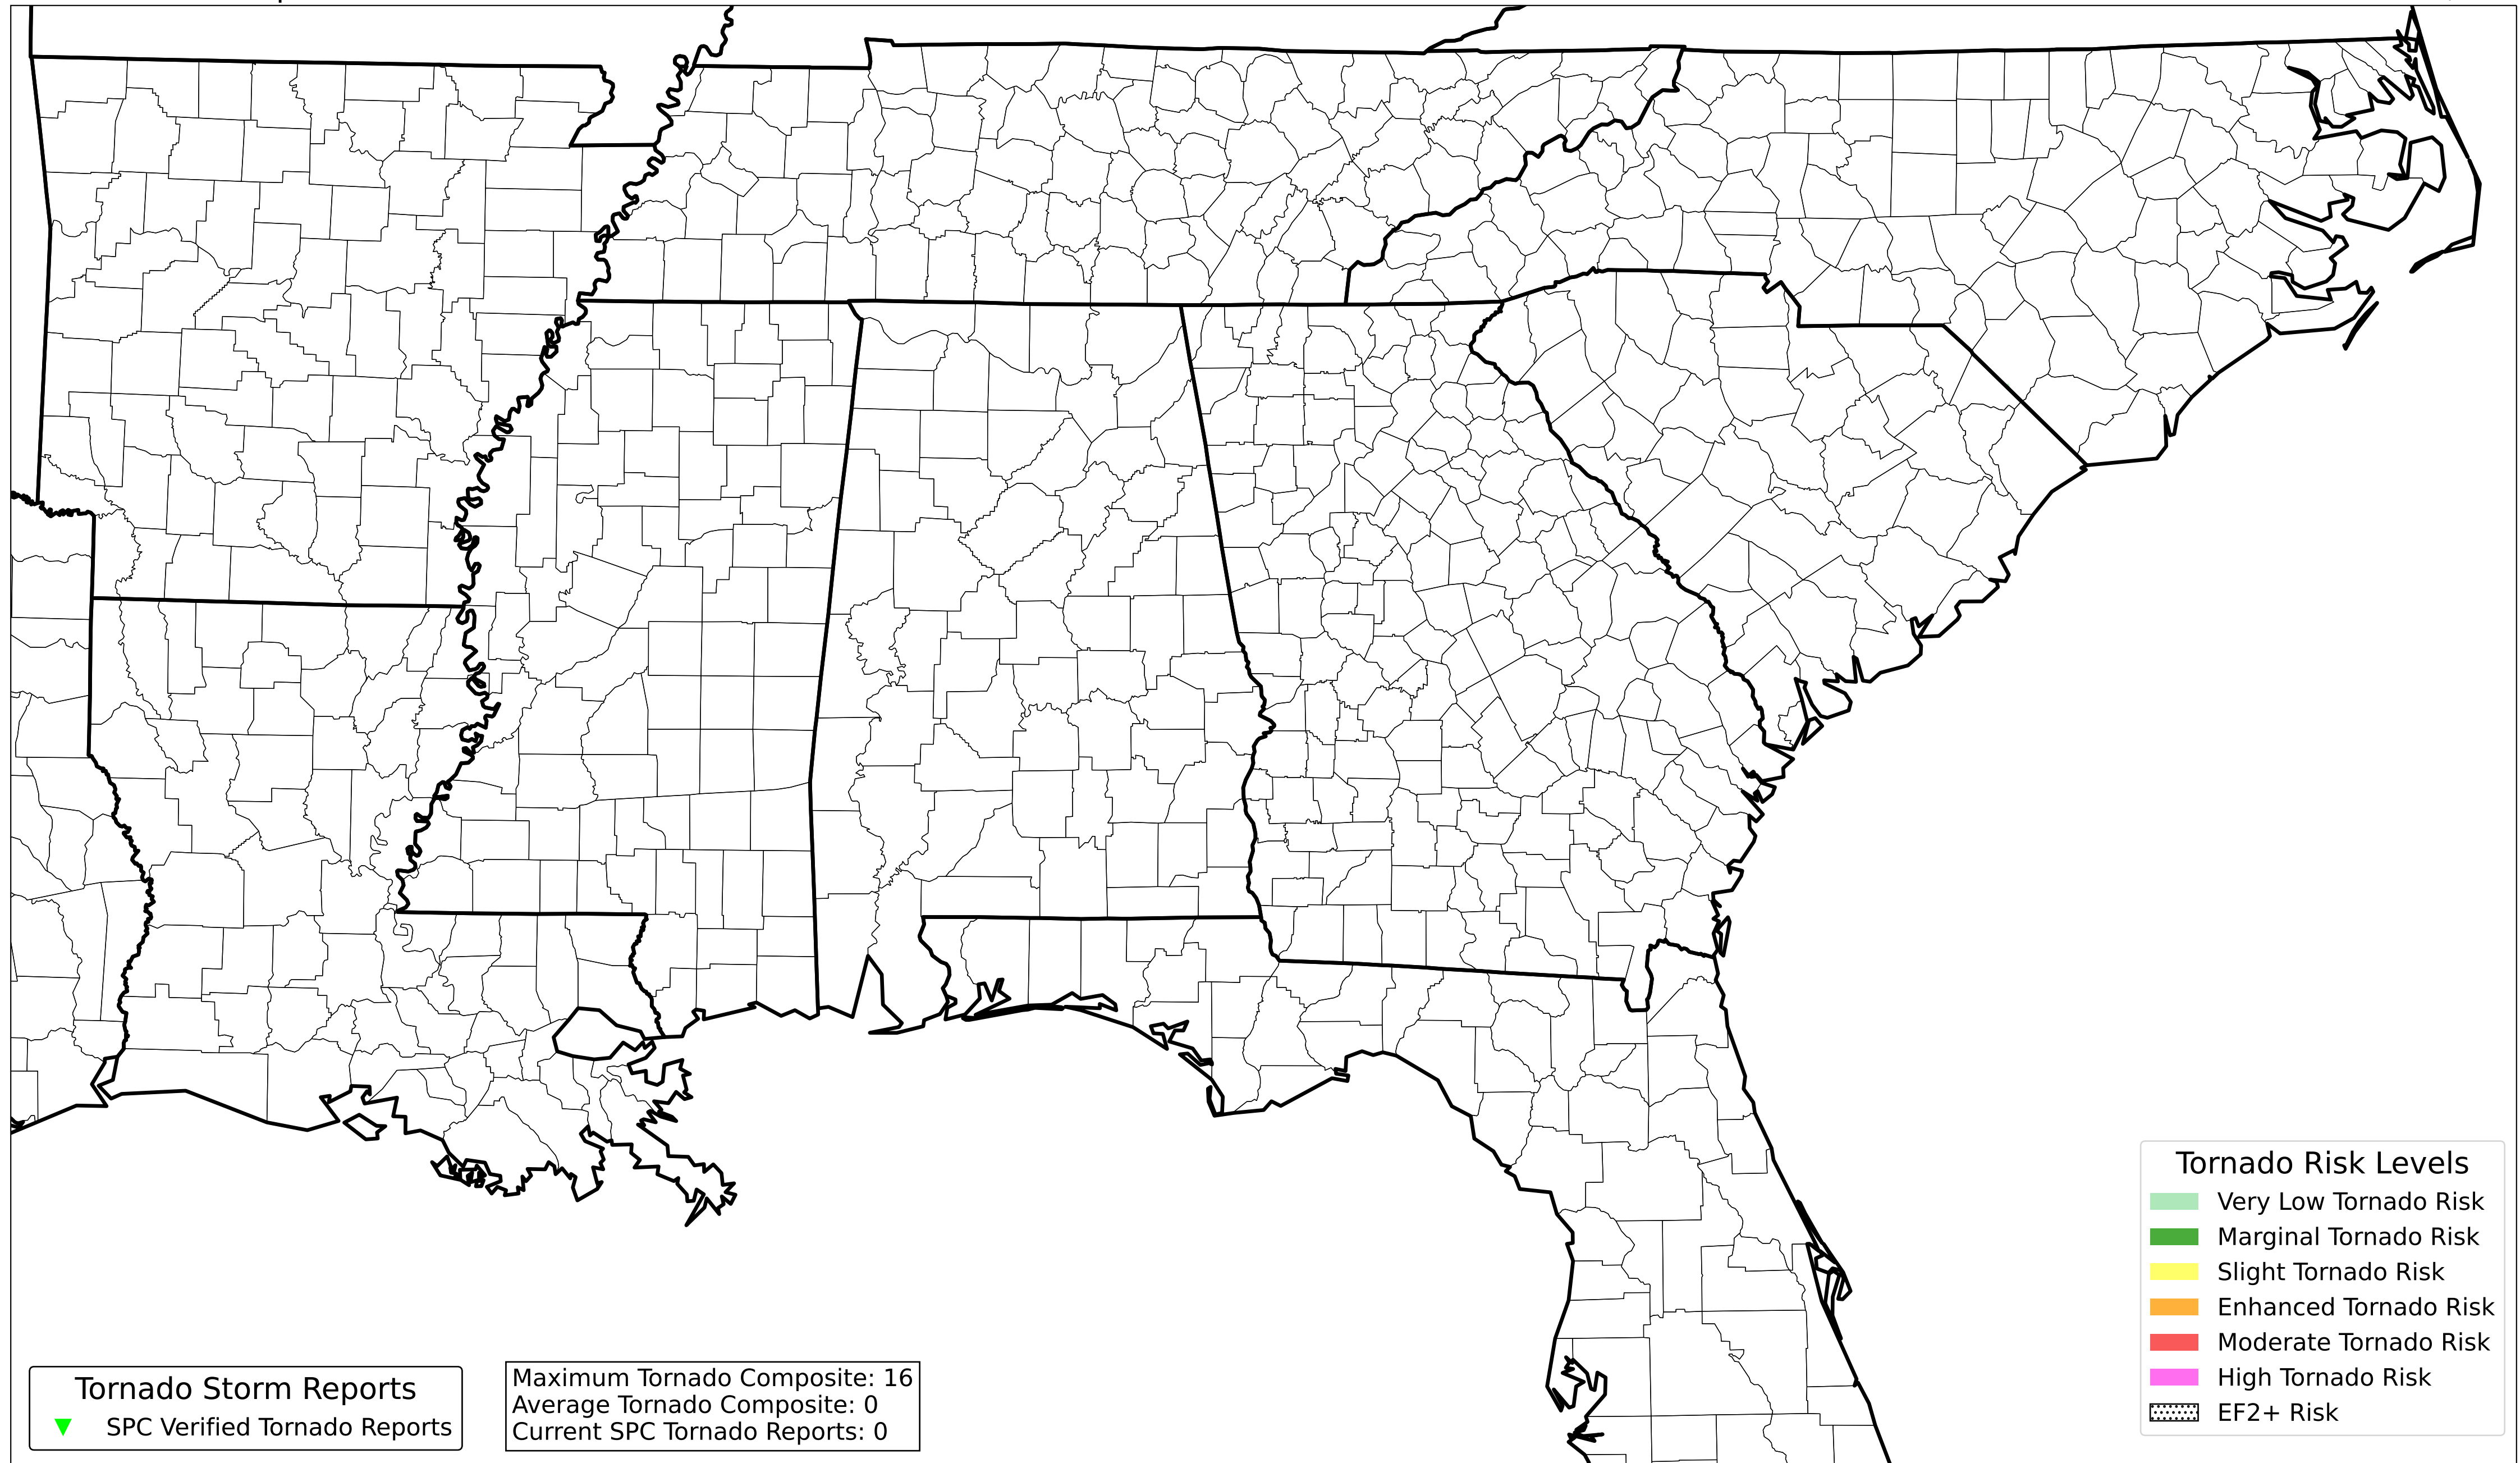 Tornado Risk Levels
Very Low Tornado Risk
Marginal Tornado Risk
Slight Tornado Risk
Enhanced Tornado Risk
Moderate Tornado Risk
High Tornado Risk
EF2+ Risk
Tornado Storm Reports
SPC Verified Tornado Reports
Maximum Tornado Composite: 16
Average Tornado Composite: 0
Current SPC Tornado Reports: 0